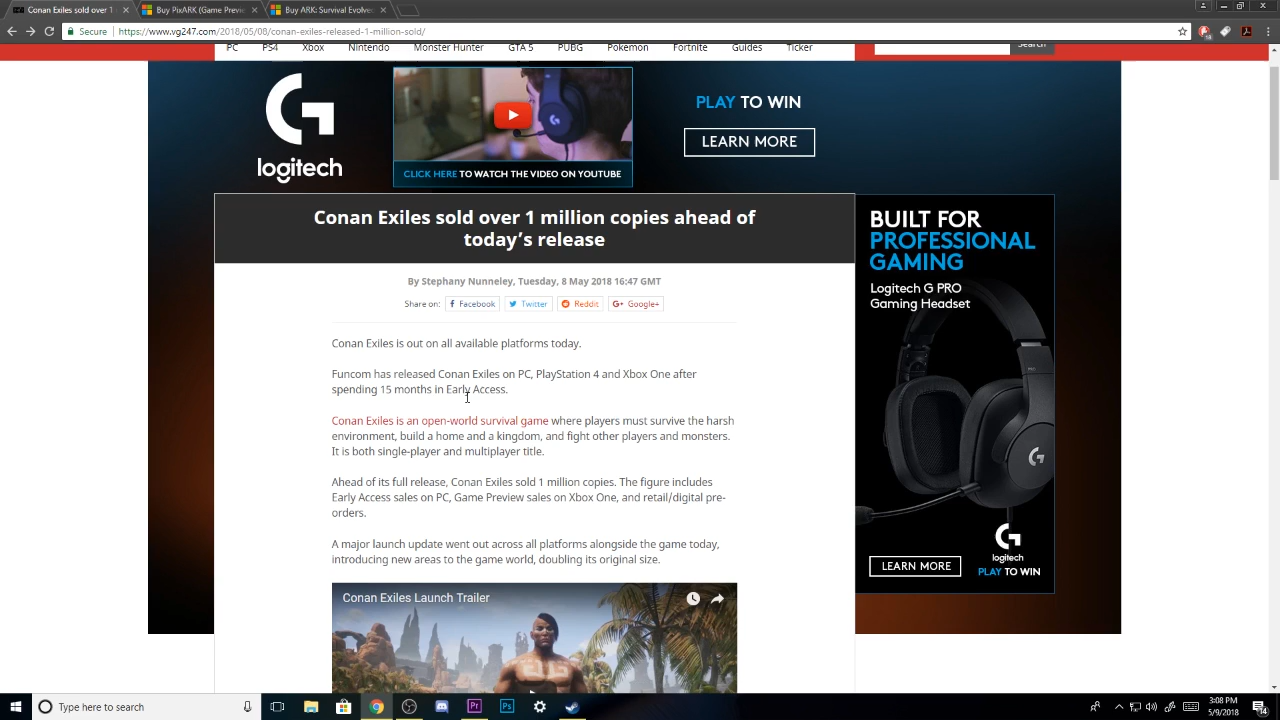 Conan Exiles sold over 1
Buy PixARK (Game Previe
Buy ARK: Survival Evolve
Secure
https://www.vg247.com/2018/05/08/conan-exiles-released-1-million-sold/
PC PS4 Xbox Nintendo Monster Hunter GTA 5 PUBG Pokemon Fortnite Guides Ticker
Search
logitech
CLICK HERE TO WATCH THE VIDEO ON YOUTUBE
PLAY TO WIN
LEARN MORE
Conan Exiles sold over 1 million copies ahead of
today’s release
By Stephany Nunneley, Tuesday, 8 May 2018 16:47 GMT
Share on: Facebook Twitter Reddit Google+
Conan Exiles is out on all available platforms today.
Funcom has released Conan Exiles on PC, PlayStation 4 and Xbox One after
spending 15 months in Early Access.
Conan Exiles is an open-world survival game where players must survive the harsh
environment, build a home and a kingdom, and fight other players and monsters.
It is both single-player and multiplayer title.
Ahead of its full release, Conan Exiles sold 1 million copies. The figure includes
Early Access sales on PC, Game Preview sales on Xbox One, and retail/digital pre-
orders.
A major launch update went out across all platforms alongside the game today,
introducing new areas to the game world, doubling its original size.
Conan Exiles Launch Trailer
BUILT FOR
PROFESSIONAL
GAMING
Logitech G PRO
Gaming Headset
LEARN MORE
logitech
PLAY TO WIN
Type here to search
3:08 PM
5/9/2018